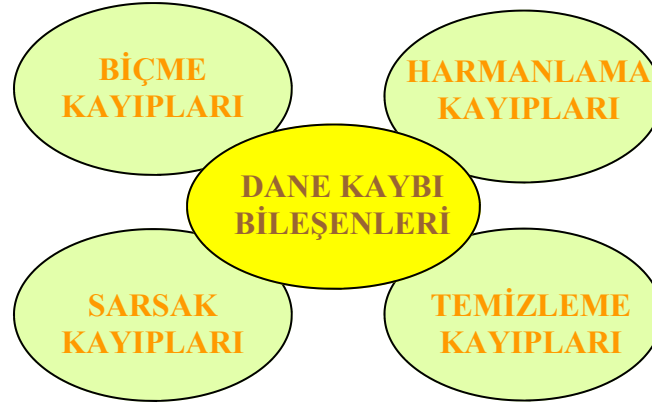 BİÇME
KAYIPLARI
HARMANLAMA
KAYIPLARI
DANE KAYBI
BİLEŞENLERİ
SARSAK
KAYIPLARI
TEMİZLEME
KAYIPLARI